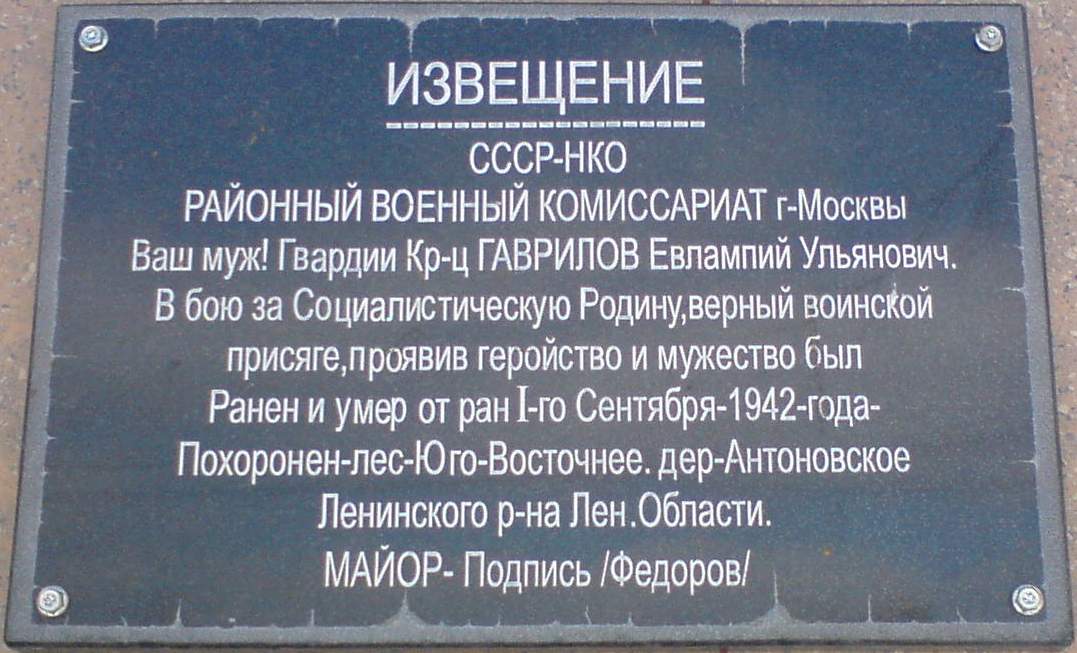 ИЗВЕЩЕНИЕ
СССР-НКО
РАЙОННЫЙ ВОЕННЫЙ КОМИССАРИАТ г-Москвы
Ваш муж! Гвардии Кр-ц ГАВРИЛОВ Евлампий Ульянович.
В бою за Социалистическую Родину,верный воинской
присяге,проявив геройство и мужество был
Ранен и умер от ран I-го Сентября-1942-года-
Похоронен-лес-Юго-Восточнее. дер-Антоновское
Ленинского р-на Лен.Области.
МАЙОР- Подпись /Федоров/